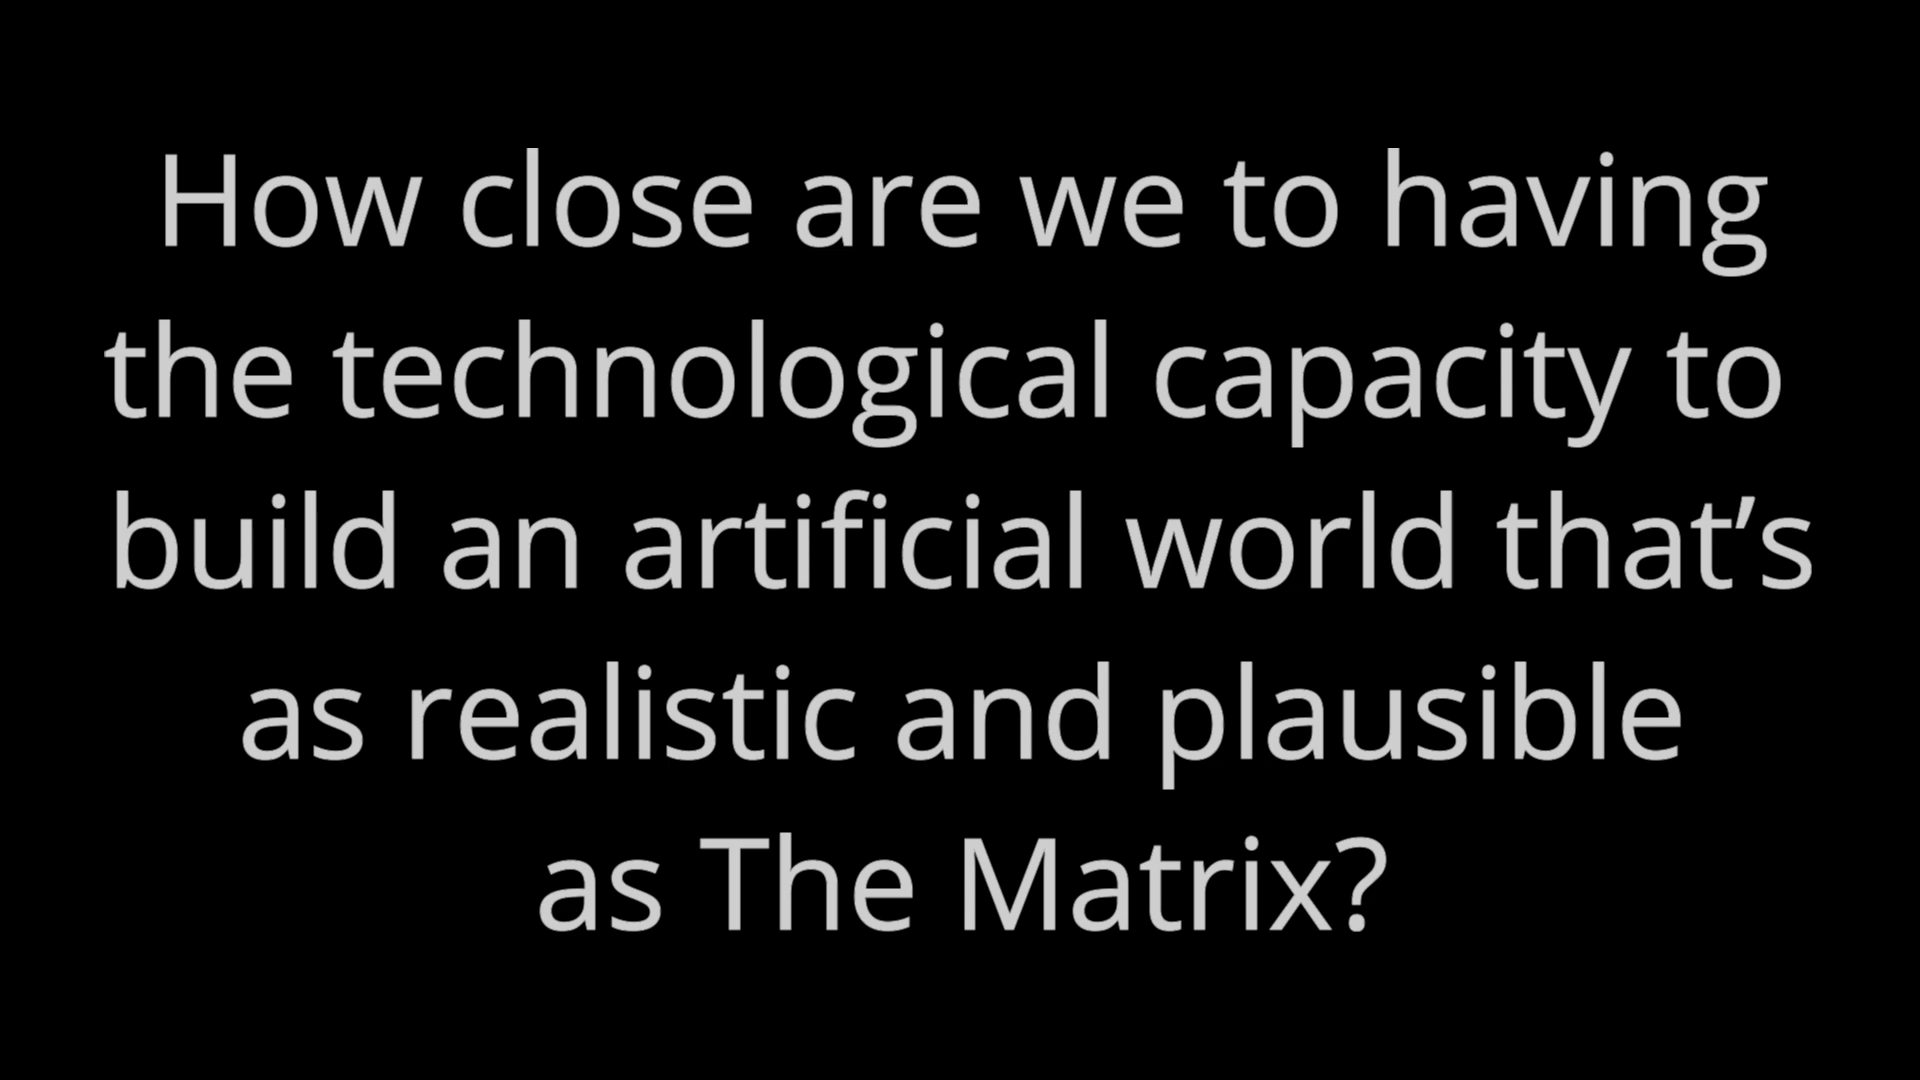 How close are we to having
the technological capacity to
build an artificial world that’s
as realistic and plausible
as The Matrix?